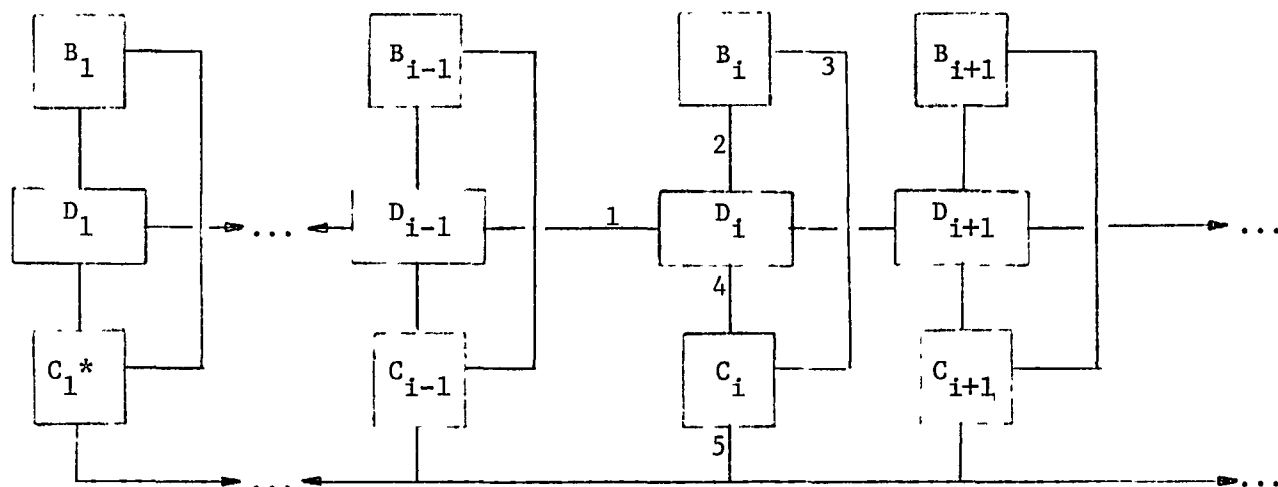 B₁ Bᵢ₋₁ Bᵢ 3 Bᵢ₊₁
2
D₁ ... Dᵢ₋₁ 1 Dᵢ Dᵢ₊₁ ...
4
C₁* Cᵢ₋₁ Cᵢ Cᵢ₊₁
5
... ...